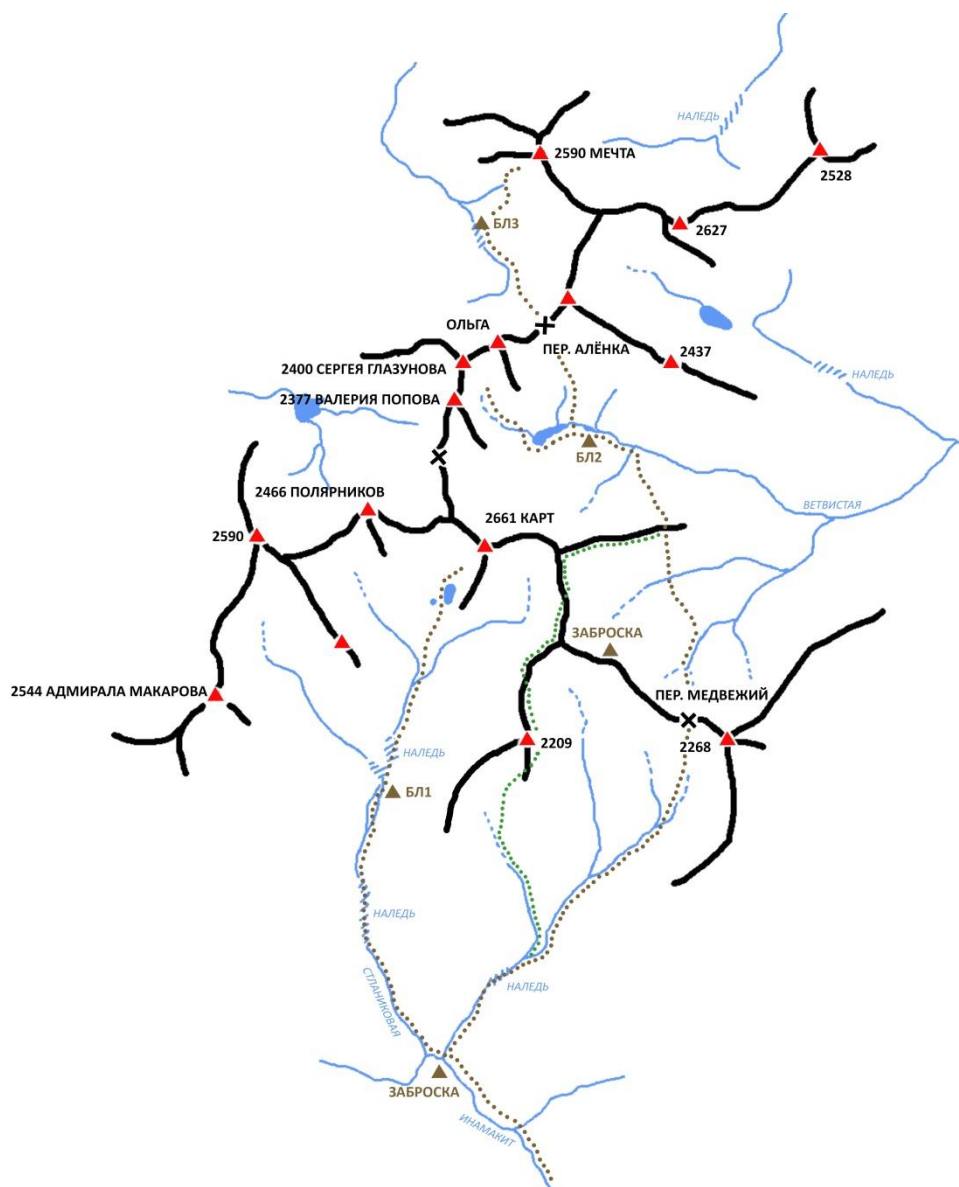 НАЛЕДЬ
2590 МЕЧТА
2528
БЛ3
2627
ОЛЬГА
ПЕР. АЛЁНКА
2400 СЕРГЕЯ ГЛАЗУНОВА
2437
НАЛЕДЬ
2377 ВАЛЕРИЯ ПОПОВА
БЛ2
2466 ПОЛЯРНИКОВ
ВЕТВИСТАЯ
2661 КАРТ
2590
ЗАБРОСКА
2544 АДМИРАЛА МАКАРОВА
ПЕР. МЕДВЕЖИЙ
2209
2268
НАЛЕДЬ
БЛ1
НАЛЕДЬ
НАЛЕДЬ
СТЛАНИКОВАЯ
ЗАБРОСКА
ИНАМАКИТ